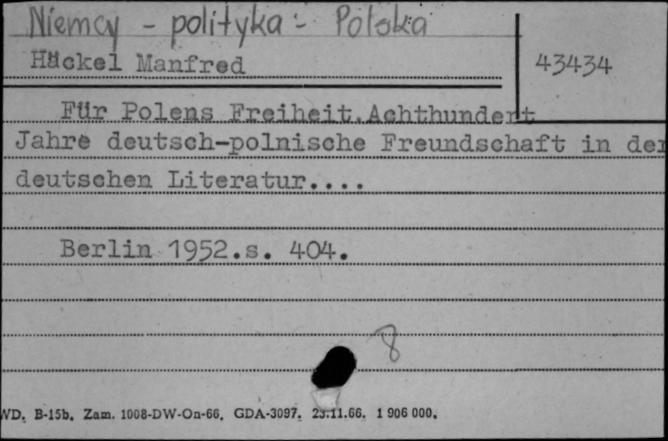 Niemcy - polityka - Polska
Häckel Manfred
43434
Für Polens Freiheit.Achthundert
Jahre deutsch-polnische Freundschaft in der
deutschen Literatur....
Berlin 1952.s. 404.
8
WD. B-15b. Zam. 1008-DW-On-66. GDA-3097. 23.11.66. 1 906 000.